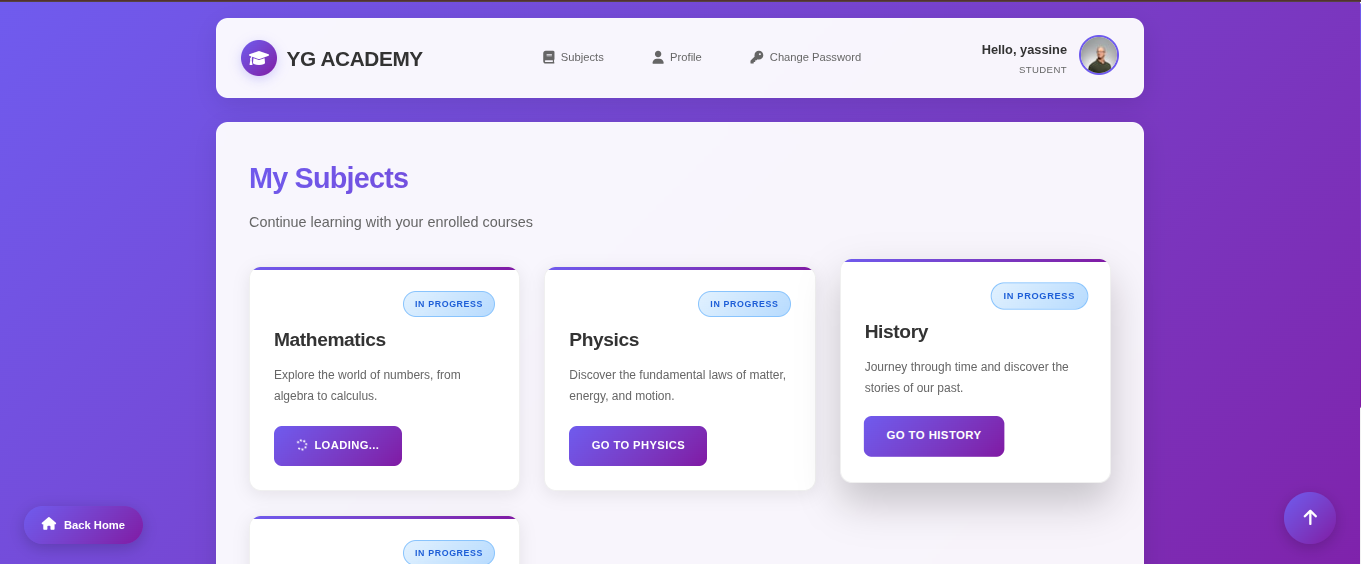 YG ACADEMY
Subjects
Profile
Change Password
Hello, yassine
STUDENT
My Subjects
Continue learning with your enrolled courses
IN PROGRESS
Mathematics
Explore the world of numbers, from
algebra to calculus.
LOADING...
IN PROGRESS
Physics
Discover the fundamental laws of matter,
energy, and motion.
GO TO PHYSICS
IN PROGRESS
History
Journey through time and discover the
stories of our past.
GO TO HISTORY
IN PROGRESS
Back Home